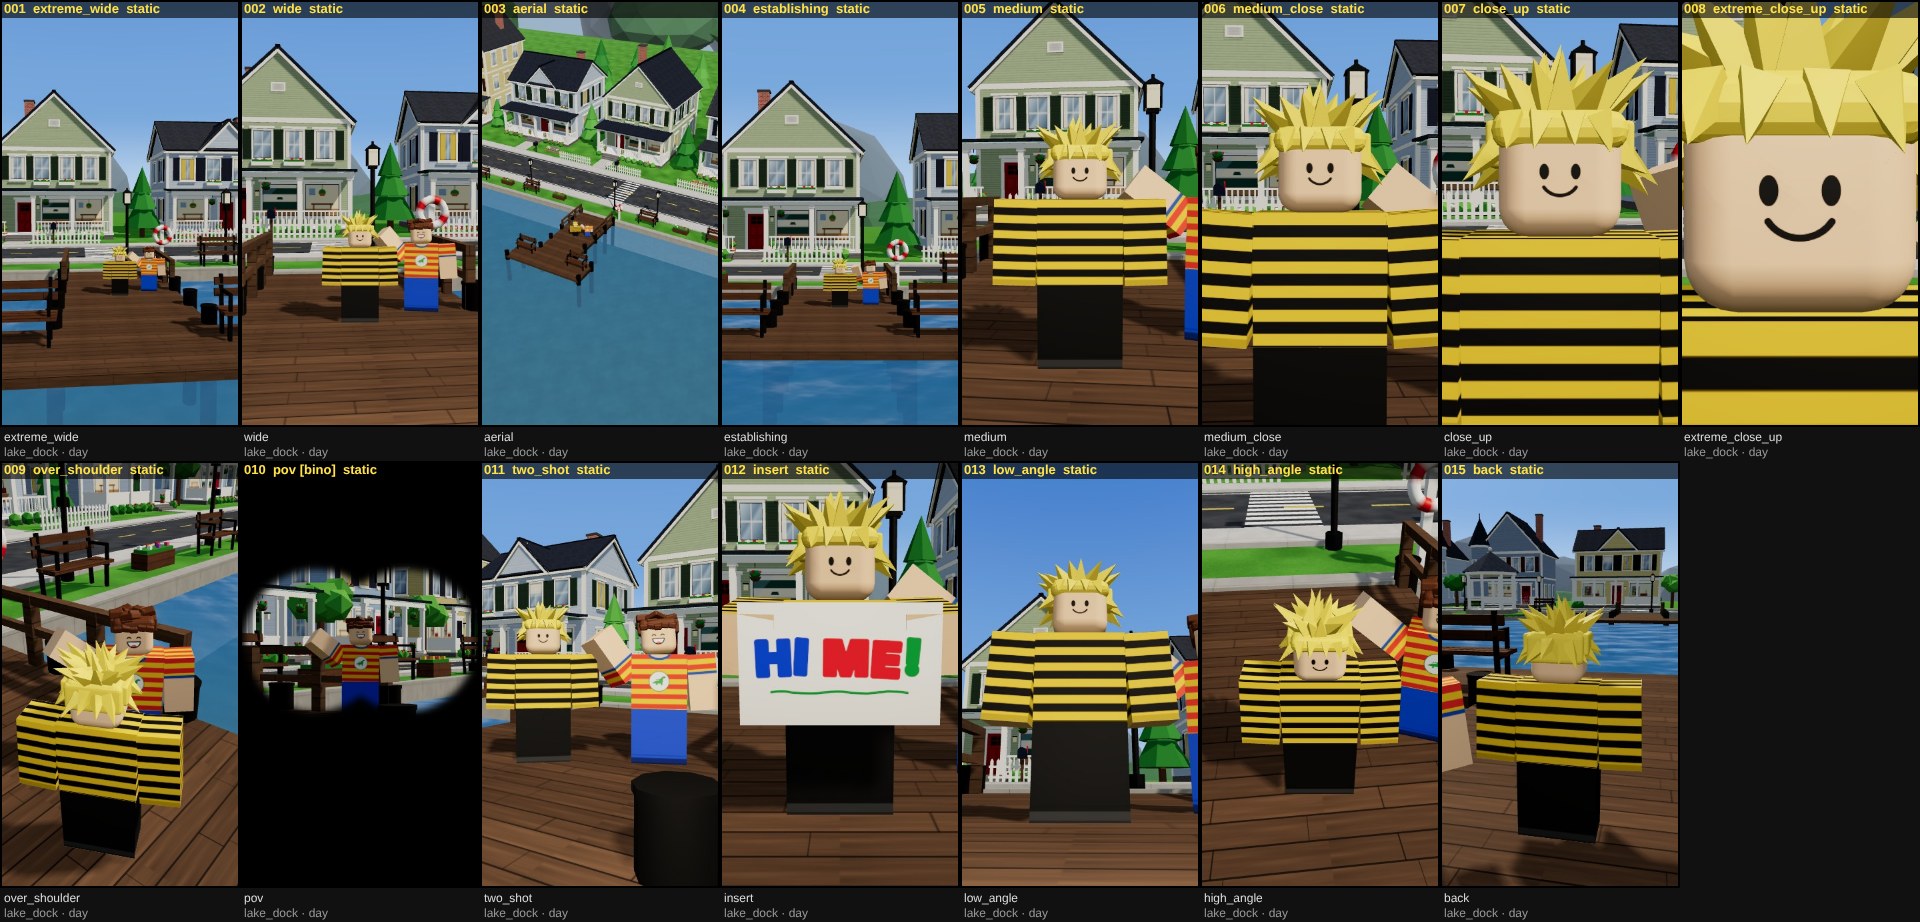 001 extreme_wide static
002 wide static
003 aerial static
004 establishing static
005 medium static
006 medium_close static
007 close_up static
008 extreme_close_up static
extreme_wide
lake_dock · day
wide
lake_dock · day
aerial
lake_dock · day
establishing
lake_dock · day
medium
lake_dock · day
medium_close
lake_dock · day
close_up
lake_dock · day
extreme_close_up
lake_dock · day
009 over_shoulder static
010 pov [bino] static
011 two_shot static
012 insert static
013 low_angle static
014 high_angle static
015 back static
HI ME!
over_shoulder
lake_dock · day
pov
lake_dock · day
two_shot
lake_dock · day
insert
lake_dock · day
low_angle
lake_dock · day
high_angle
lake_dock · day
back
lake_dock · day